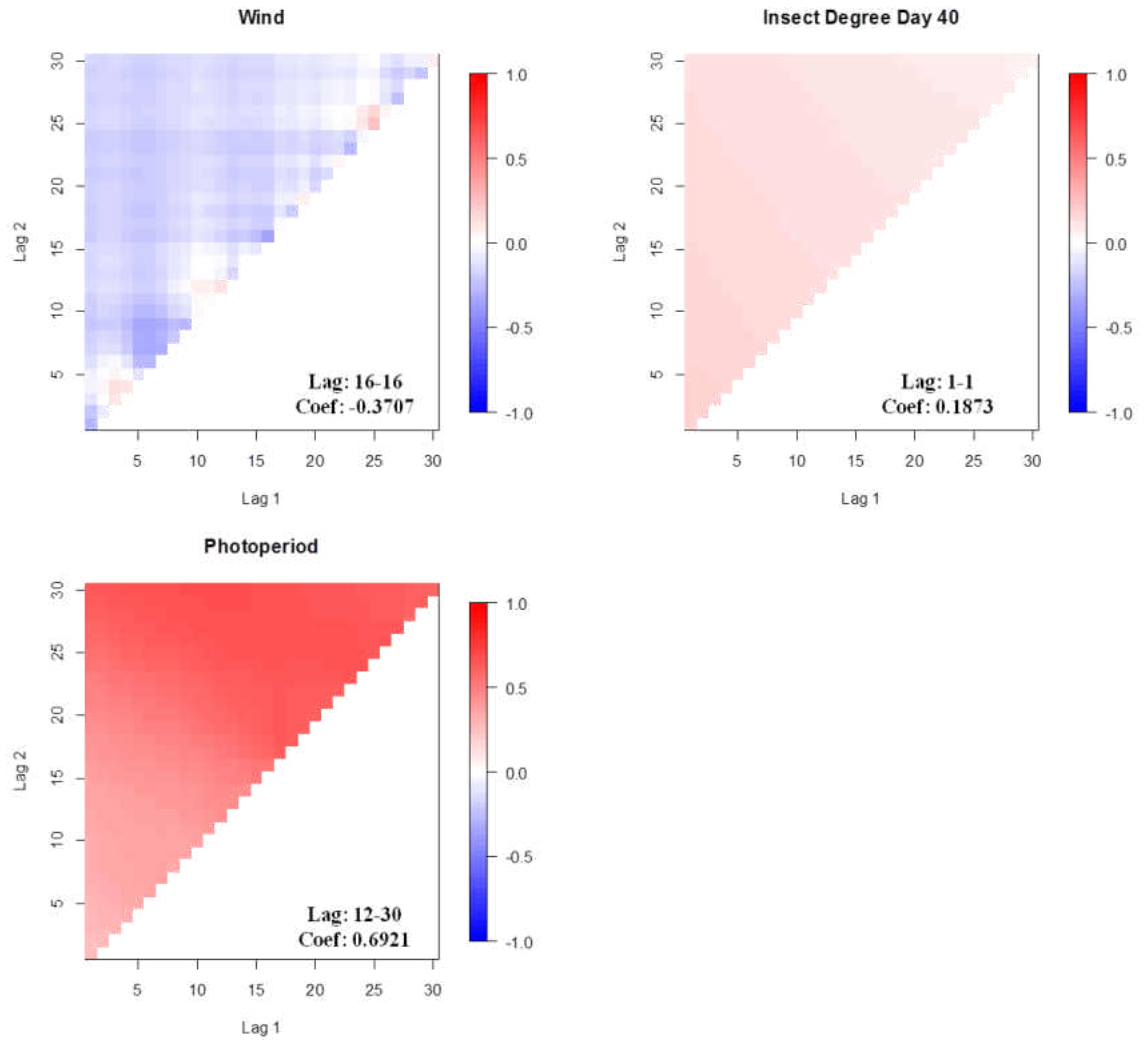 Wind
30
25
20
15
10
5
Lag 2
5 10 15 20 25 30
Lag 1
1.0
0.5
0.0
-0.5
-1.0
Lag: 16-16
Coef: -0.3707
Insect Degree Day 40
30
25
20
15
10
5
Lag 2
5 10 15 20 25 30
Lag 1
1.0
0.5
0.0
-0.5
-1.0
Lag: 1-1
Coef: 0.1873
Photoperiod
30
25
20
15
10
5
Lag 2
5 10 15 20 25 30
Lag 1
1.0
0.5
0.0
-0.5
-1.0
Lag: 12-30
Coef: 0.6921